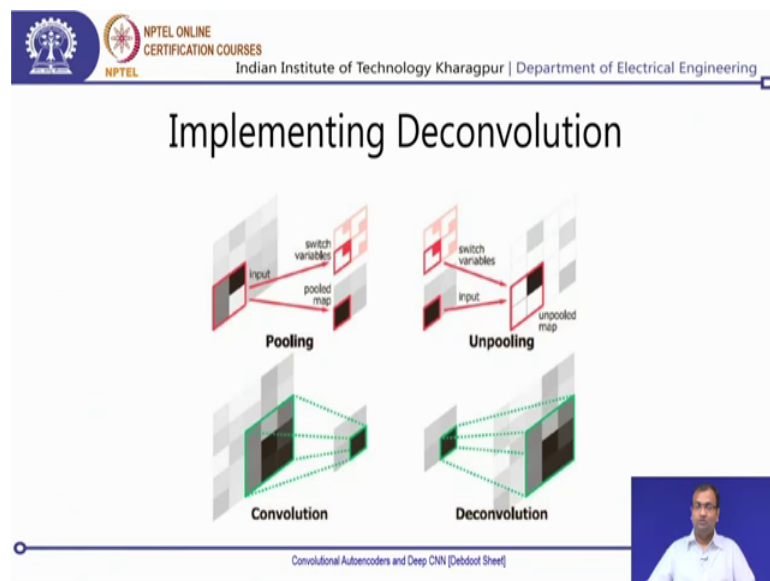 NPTEL ONLINE
CERTIFICATION COURSES
NPTEL
Indian Institute of Technology Kharagpur | Department of Electrical Engineering
Implementing Deconvolution
input
switch
variables
pooled
map
Pooling
switch
variables
input
unpooled
map
Unpooling
Convolution
Deconvolution
Convolutional Autoencoders and Deep CNN [Debdoot Sheet]